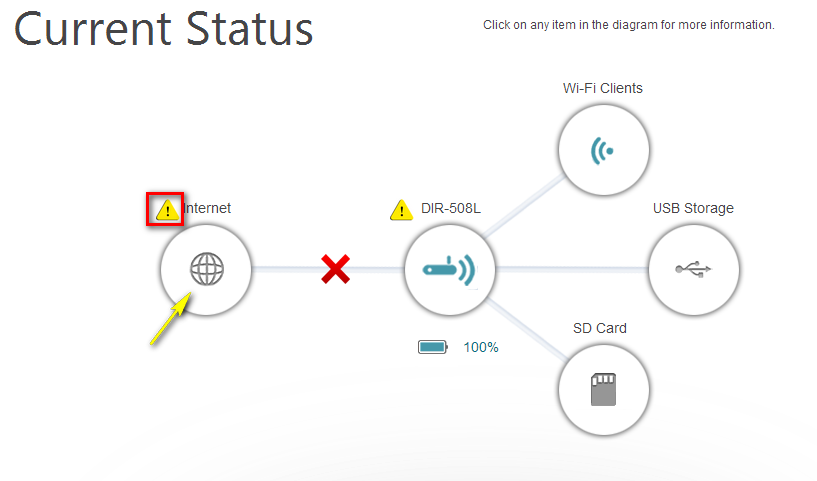 Current Status
Click on any item in the diagram for more information.
Wi-Fi Clients
Internet
DIR-508L
USB Storage
SD Card
100%